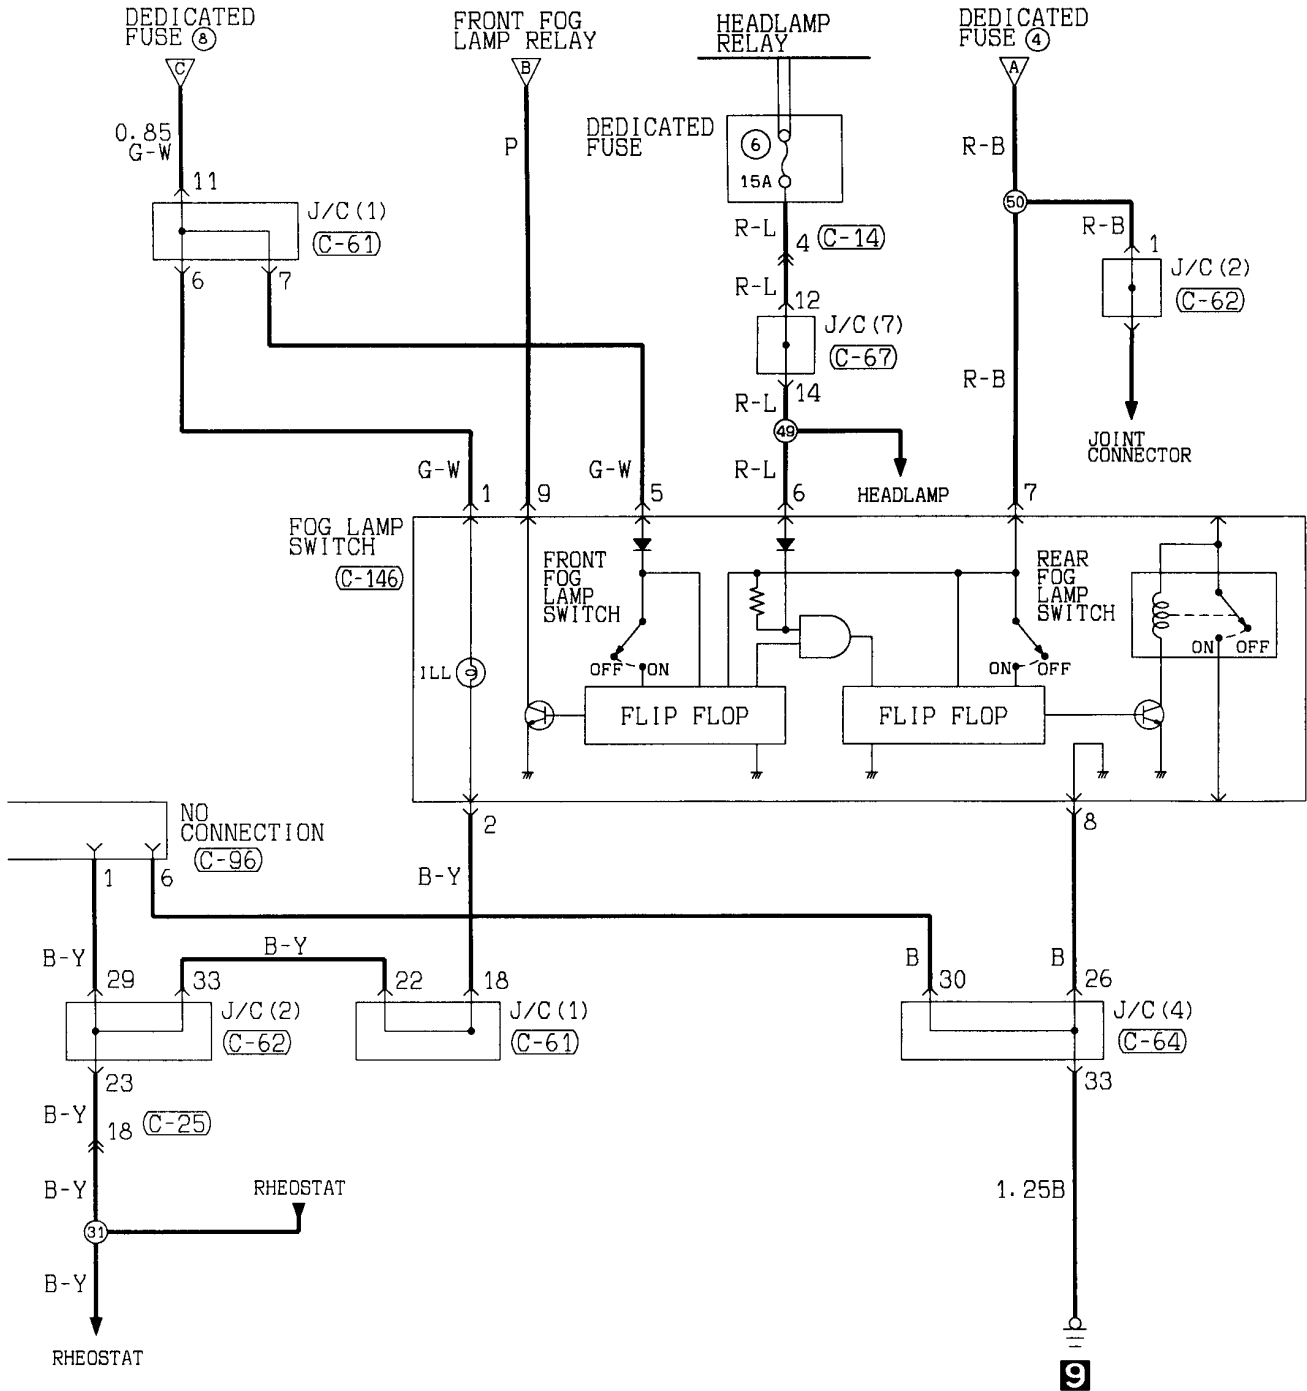 DEDICATED
FUSE 8
FRONT FOG
LAMP RELAY
HEADLAMP
RELAY
DEDICATED
FUSE 4
C
B
A
0.85
G-W
P
DEDICATED
FUSE
6
15A
R-B
11
J/C(1)
C-61
R-L
4
C-14
50
R-B
1
J/C(2)
C-62
6
7
R-L
12
J/C(7)
C-67
R-B
14
R-L
49
JOINT
CONNECTOR
G-W
1
9
G-W
5
R-L
6
HEADLAMP
7
FOG LAMP
SWITCH
C-146
FRONT
FOG
LAMP
SWITCH
REAR
FOG
LAMP
SWITCH
ILL
OFF
ON
ON
OFF
ON
OFF
FLIP FLOP
FLIP FLOP
NO
CONNECTION
C-96
2
8
1
6
B-Y
B-Y
B-Y
B
B
29
33
22
18
30
26
J/C(2)
C-62
J/C(1)
C-61
J/C(4)
C-64
23
33
B-Y
18
C-25
B-Y
RHEOSTAT
1.25B
31
B-Y
RHEOSTAT
9